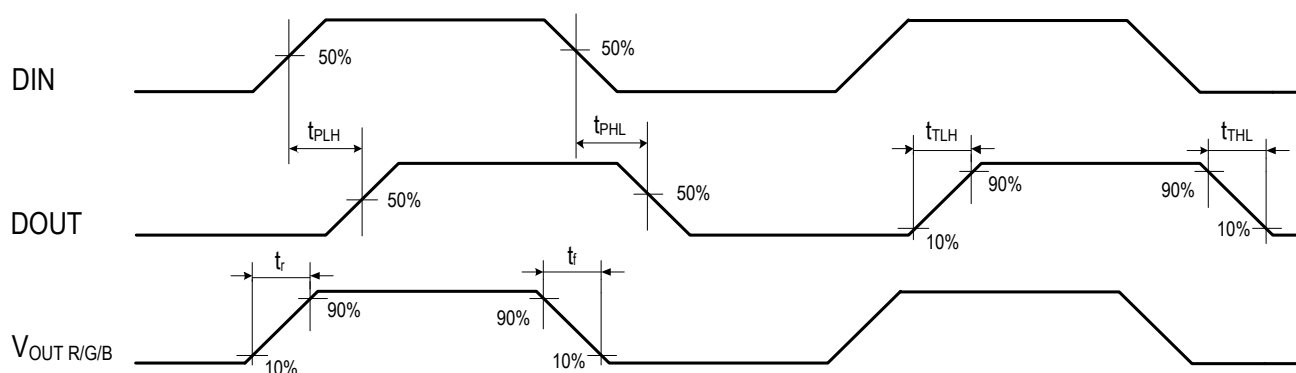 DIN
50%
50%
tPLH
tPHL
tTLH
tTHL
DOUT
50%
50%
90%
90%
10%
10%
tr
tf
VOUT R/G/B
90%
90%
10%
10%